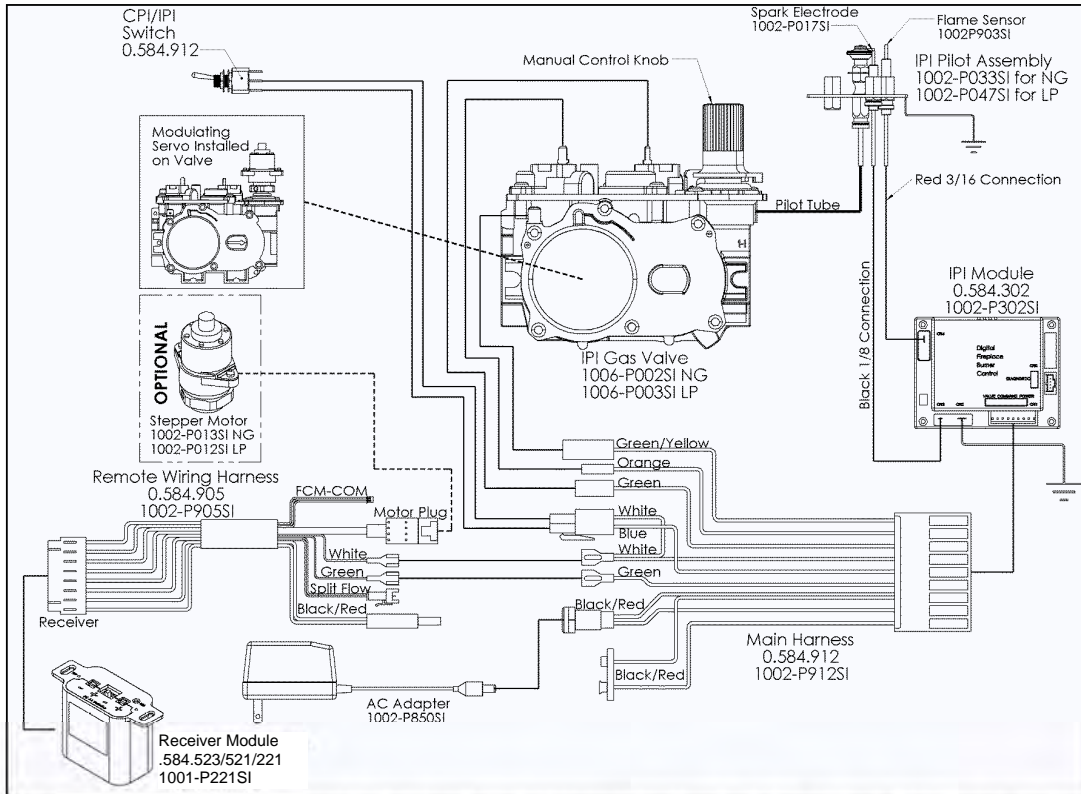 CPI/IPI
Switch
0.584.912
Spark Electrode
1002-P017SI
Flame Sensor
1002P903SI
IPI Pilot Assembly
1002-P033SI for NG
1002-P047SI for LP
Manual Control Knob
Modulating
Servo Installed
on Valve
Red 3/16 Connection
Pilot Tube
IPI Module
0.584.302
1002-P302SI
Black 1/8 Connection
Digital
Fireplace
Burner
Control
DIAGNOSTIC
VALVE COMMAND POWER
OPTIONAL
Stepper Motor
1002-P013SI NG
1002-P012SI LP
IPI Gas Valve
1006-P002SI NG
1006-P003SI LP
Remote Wiring Harness
0.584.905
1002-P905SI
FCM-COM
Motor Plug
White
Green
Split Flow
Black/Red
Receiver
Green/Yellow
Orange
Green
White
Blue
White
Green
Black/Red
Black/Red
Main Harness
0.584.912
1002-P912SI
AC Adapter
1002-P850SI
Receiver Module
.584.523/521/221
1001-P221SI